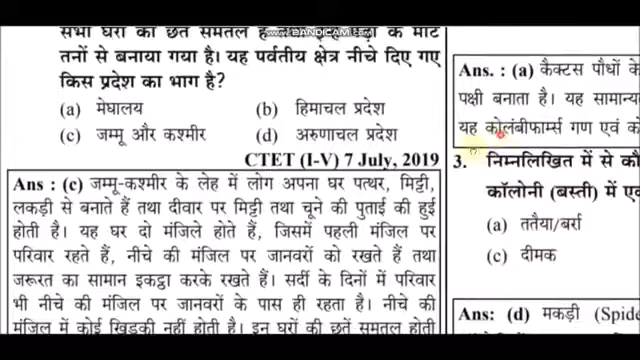 WWW.BANDICAM.COM
सभी घरों की छतें समतल हैं
के मोटे
तनों से बनाया गया है। यह पर्वतीय क्षेत्र नीचे दिए गए
किस प्रदेश का भाग है?
(a) मेघालय (b) हिमाचल प्रदेश
(c) जम्मू और कश्मीर (d) अरुणाचल प्रदेश
CTET (I-V) 7 July, 2019
Ans : (c) जम्मू-कश्मीर के लेह में लोग अपना घर पत्थर, मिट्टी,
लकड़ी से बनाते हैं तथा दीवार पर मिट्टी तथा चूने की पुताई की हुई
होती है। यह घर दो मंजिले होते हैं, जिसमें पहली मंजिल पर
परिवार रहते हैं, नीचे की मंजिल पर जानवरों को रखते हैं तथा
जरूरत का सामान इकट्ठा करके रखते हैं। सर्दी के दिनों में परिवार
भी नीचे की मंजिल पर जानवरों के पास ही रहता है। नीचे की
मंजिल में कोई खिड़की नहीं होती है। इन घरों की छतें समतल होती
Ans. : (a) कैक्टस पौधों के
पक्षी बनाता है। यह सामान्य
यह कोलंबीफार्म्स गण एवं
3. निम्नलिखित में से
कॉलोनी (बस्ती) में
(a) ततैया/बर्रा
(c) दीमक
Ans: (d) मकड़ी (Spid